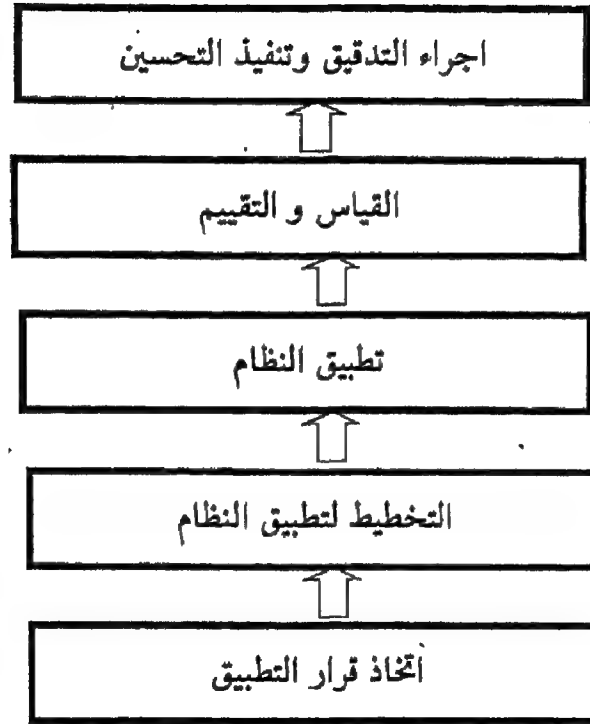 اجراء التدقيق وتنفيذ التحسين
القياس و التقييم
تطبيق النظام
التخطيط لتطبيق النظام
اتخاذ قرار التطبيق